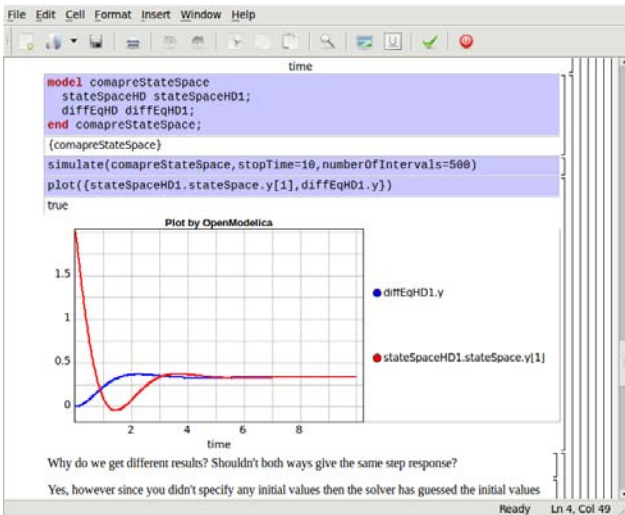 File Edit Cell Format Insert Window Help
time
model comapreStateSpace
stateSpaceHD stateSpaceHD1;
diffEqHD diffEqHD1;
end comapreStateSpace;
{comapreStateSpace}
simulate(comapreStateSpace,stopTime=10,numberOfIntervals=500)
plot({stateSpaceHD1.stateSpace.y[1],diffEqHD1.y})
true
Plot by OpenModelica
1.5
1
0.5
0
2 4 6 8
time
diffEqHD1.y
stateSpaceHD1.stateSpace.y[1]
Why do we get different results? Shouldn't both ways give the same step response?
Yes, however since you didn't specify any initial values then the solver has guessed the initial values
Ready Ln 4, Col 49